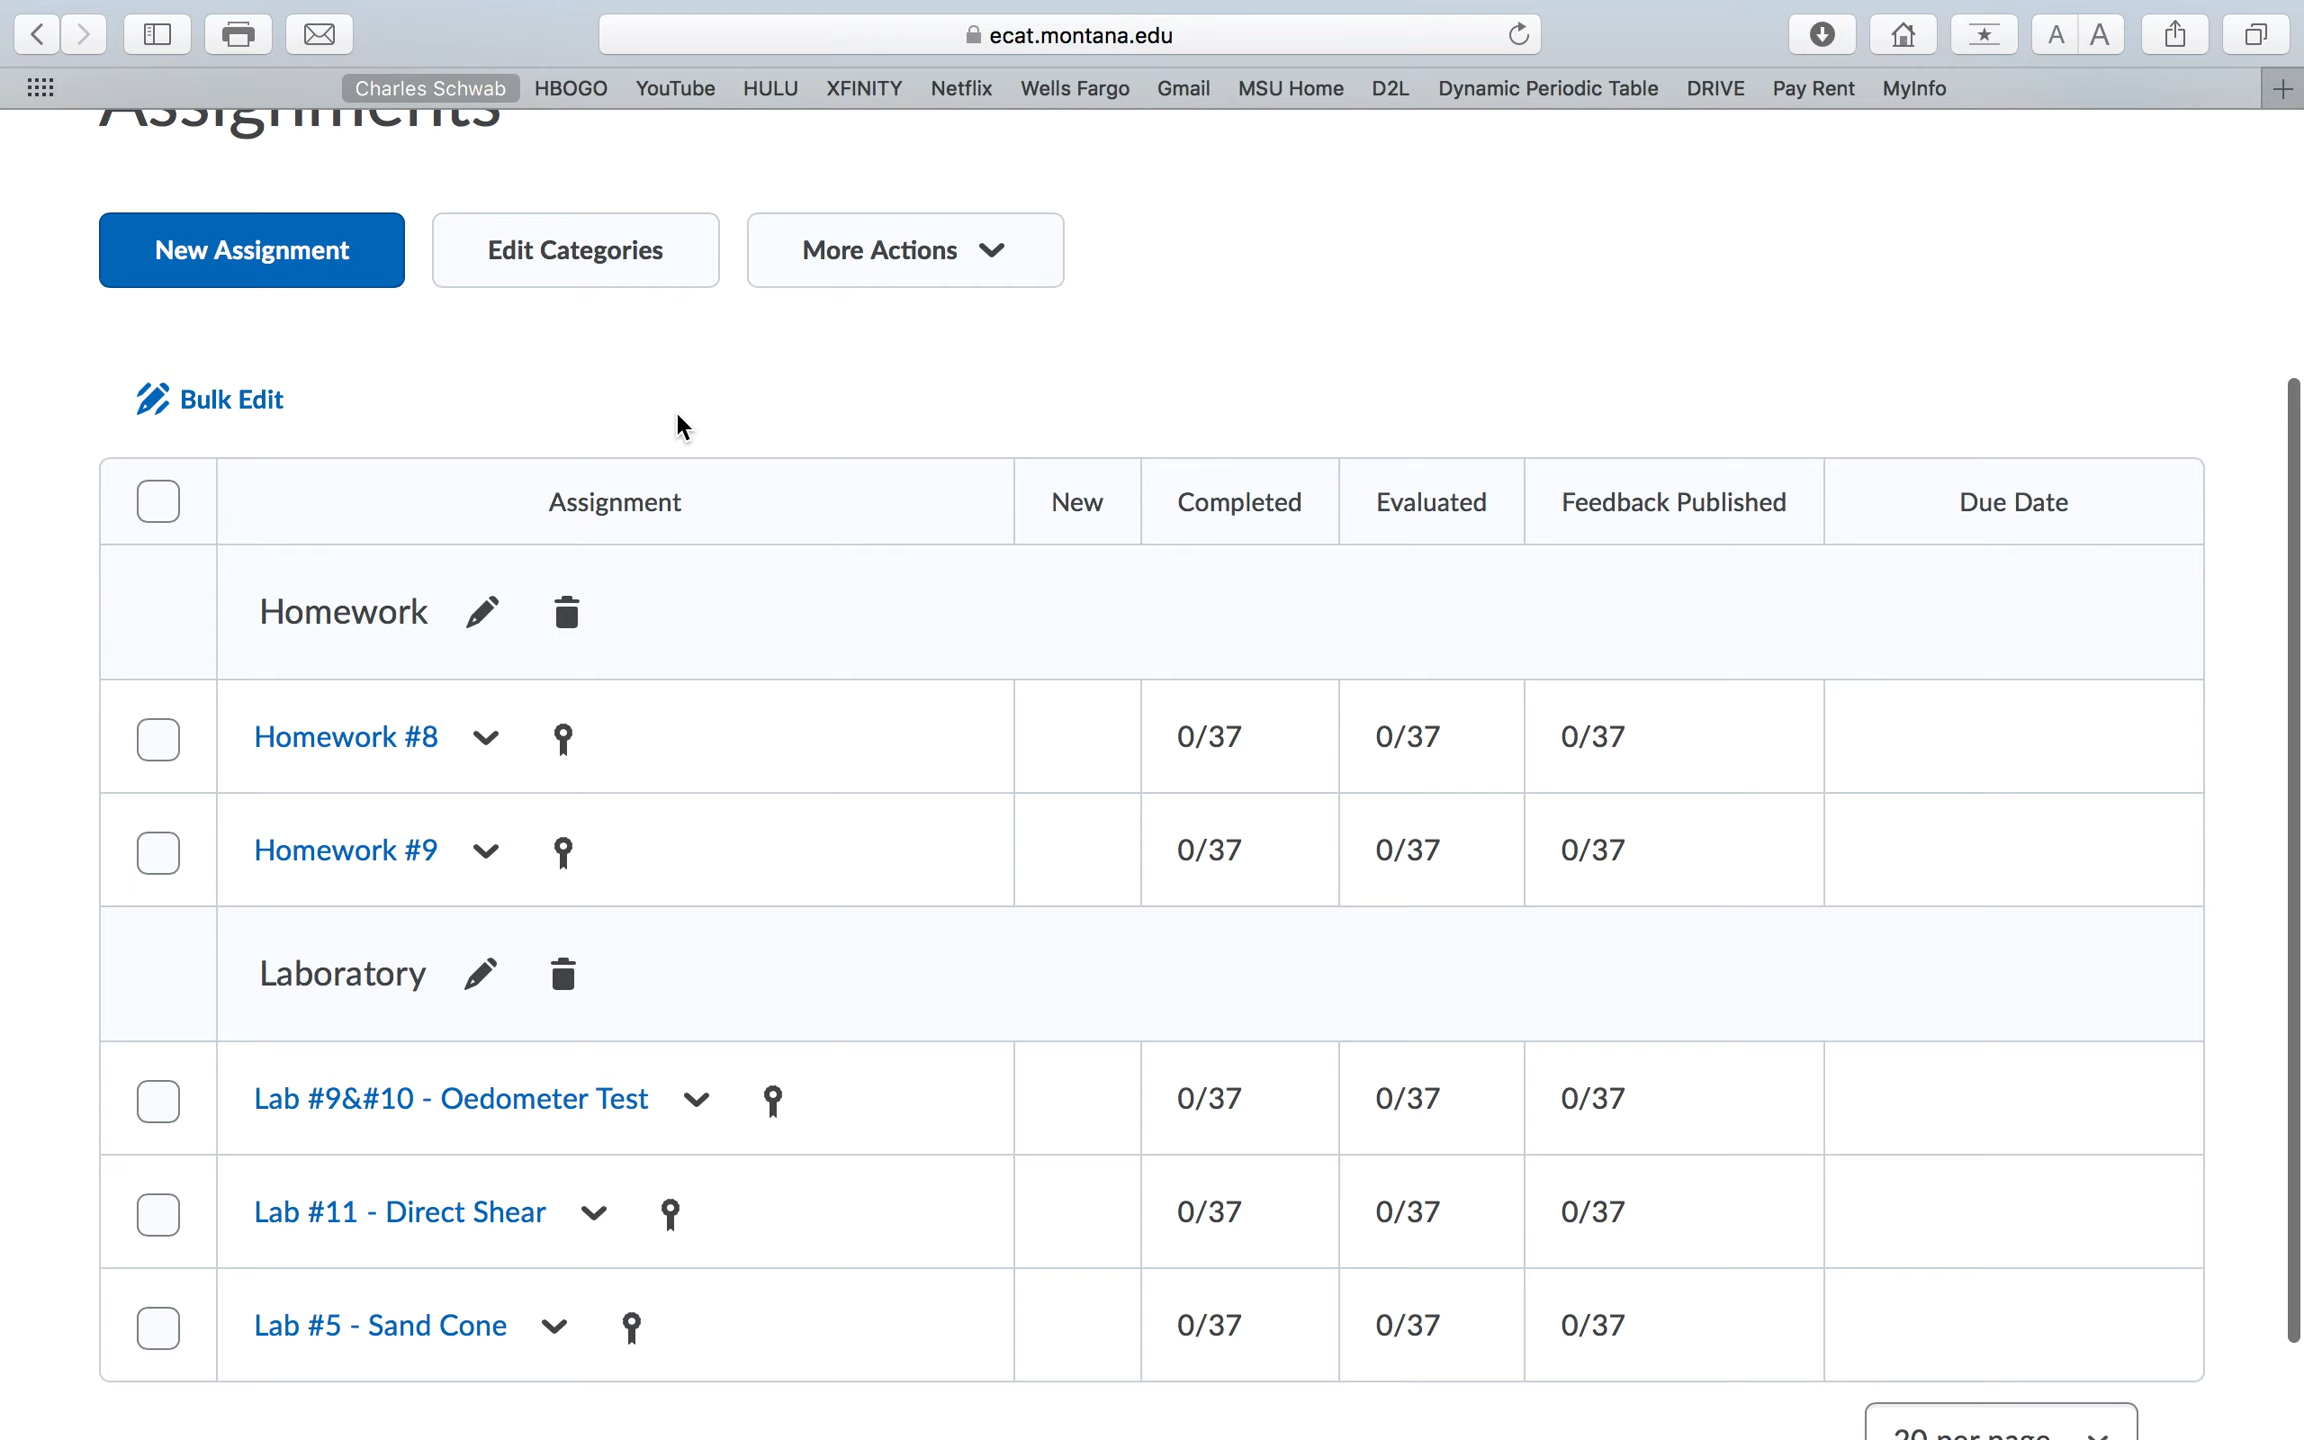 ecat.montana.edu
A A
Charles Schwab HBOGO YouTube HULU XFINITY Netflix Wells Fargo Gmail MSU Home D2L Dynamic Periodic Table DRIVE Pay Rent MyInfo
Assignments
New Assignment Edit Categories More Actions
Bulk Edit
Assignment New Completed Evaluated Feedback Published Due Date
Homework
Homework #8 0/37 0/37 0/37
Homework #9 0/37 0/37 0/37
Laboratory
Lab #9&#10 - Oedometer Test 0/37 0/37 0/37
Lab #11 - Direct Shear 0/37 0/37 0/37
Lab #5 - Sand Cone 0/37 0/37 0/37
20 per page